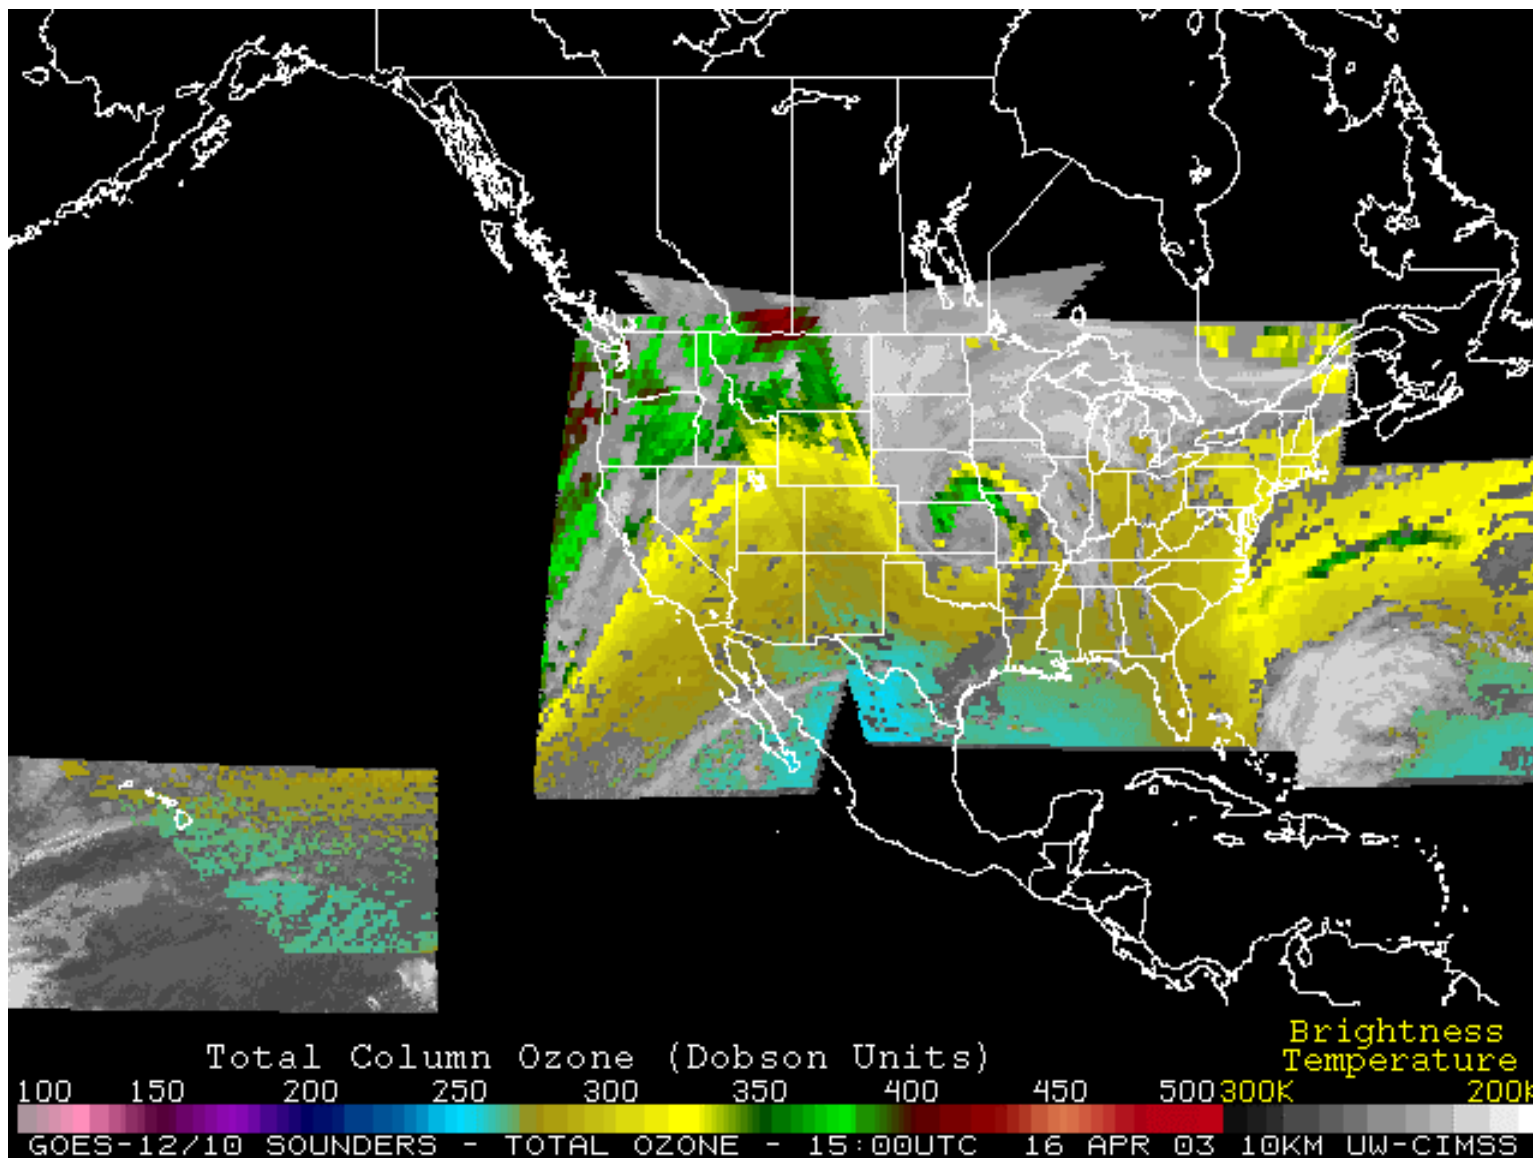 Brightness
Temperature
Total Column Ozone (Dobson Units)
100 150 200 250 300 350 400 450 500 300K 200K
GOES-12/10 SOUNDERS - TOTAL OZONE - 15:00UTC 16 APR 03 10KM UW-CIMSS